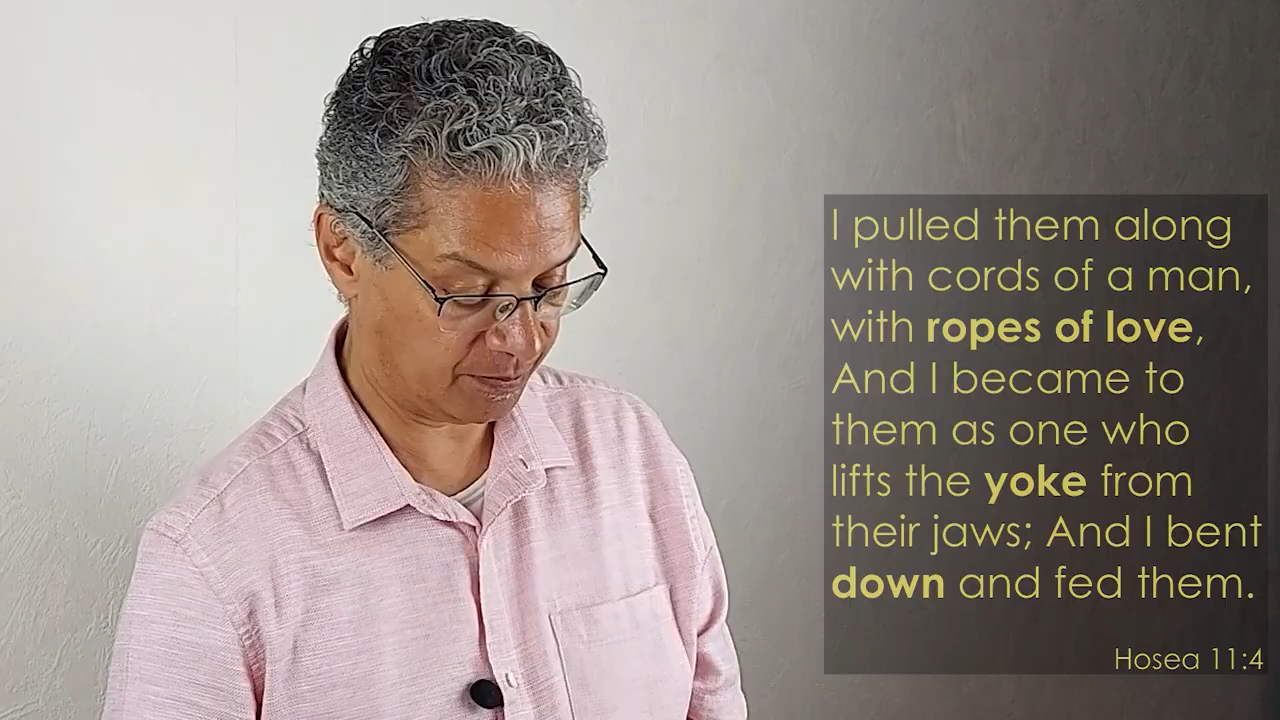 I pulled them along
with cords of a man,
with ropes of love,
And I became to
them as one who
lifts the yoke from
their jaws; And I bent
down and fed them.
Hosea 11:4